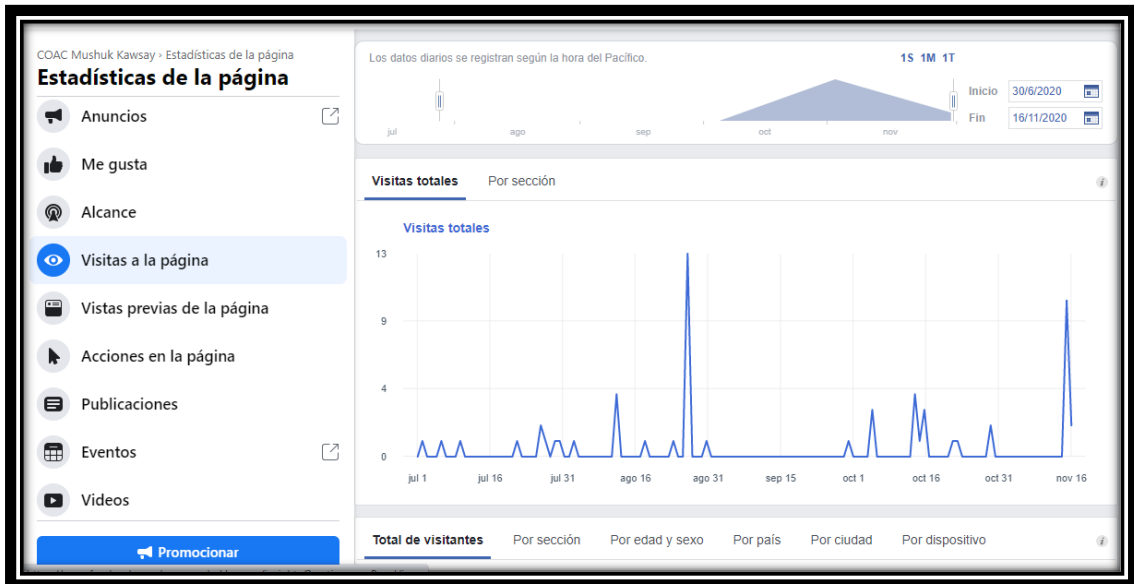 COAC Mushuk Kawsay › Estadísticas de la página
Estadísticas de la página
Anuncios
Me gusta
Alcance
Visitas a la página
Vistas previas de la página
Acciones en la página
Publicaciones
Eventos
Videos
Promocionar
Los datos diarios se registran según la hora del Pacífico.
1S 1M 1T
Inicio 30/6/2020
Fin 16/11/2020
jul ago sep oct nov
Visitas totales Por sección
Visitas totales
13
9
4
0
jul 1 jul 16 jul 31 ago 16 ago 31 sep 15 oct 1 oct 16 oct 31 nov 16
Total de visitantes Por sección Por edad y sexo Por país Por ciudad Por dispositivo